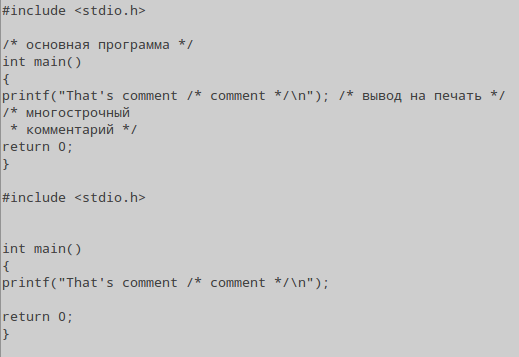 #include <stdio.h>
/* основная программа */
int main()
{
printf("That's comment /* comment */\n"); /* вывод на печать */
/* многострочный
 * комментарий */
return 0;
}
#include <stdio.h>
int main()
{
printf("That's comment /* comment */\n");
return 0;
}